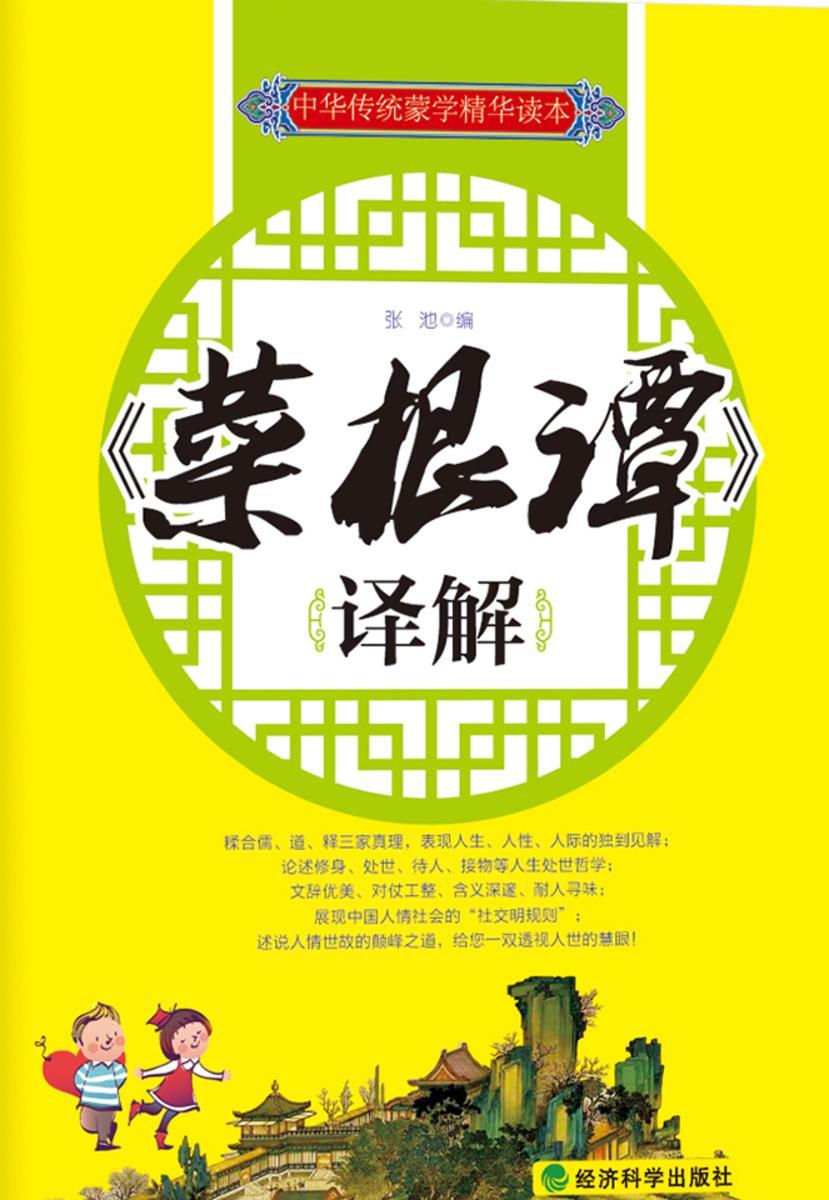 中华传统蒙学精华读本
张 池◎编
《菜根谭》
译解
糅合儒、道、释三家真理，表现人生、人性、人际的独到见解；
论述修身、处世、待人、接物等人生处世哲学；
文辞优美、对仗工整、含义深邃、耐人寻味；
展现中国人情社会的“社交明规则”；
述说人情世故的颠峰之道，给您一双透视人世的慧眼！
经济科学出版社